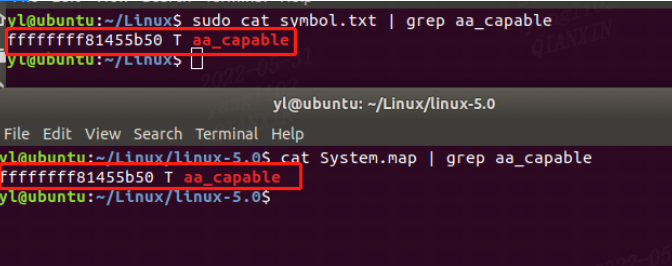 yl@ubuntu:~/Linux$ sudo cat symbol.txt | grep aa_capable
ffffffff81455b50 T aa_capable
yl@ubuntu:~/Linux$
yl@ubuntu: ~/Linux/linux-5.0
File Edit View Search Terminal Help
yl@ubuntu:~/Linux/linux-5.0$ cat System.map | grep aa_capable
ffffffff81455b50 T aa_capable
yl@ubuntu:~/Linux/linux-5.0$